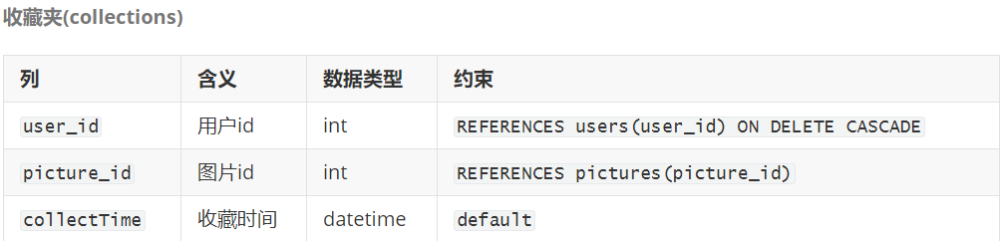 收藏夹(collections)
列 含义 数据类型 约束
user_id 用户id int REFERENCES users(user_id) ON DELETE CASCADE
picture_id 图片id int REFERENCES pictures(picture_id)
collectTime 收藏时间 datetime default